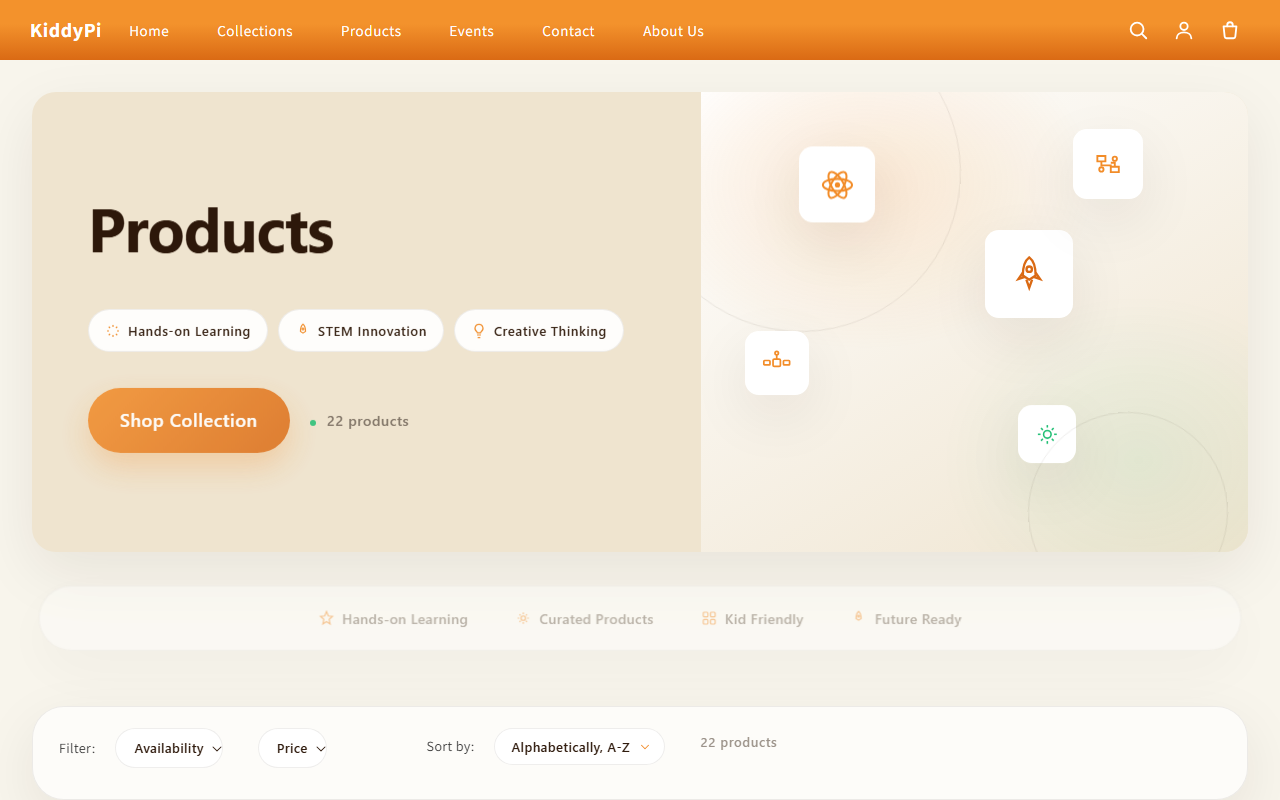 KiddyPi Home Collections Products Events Contact About Us
Products
Hands-on Learning STEM Innovation Creative Thinking
Shop Collection 22 products
Hands-on Learning Curated Products Kid Friendly Future Ready
Filter: Availability Price Sort by: Alphabetically, A-Z 22 products